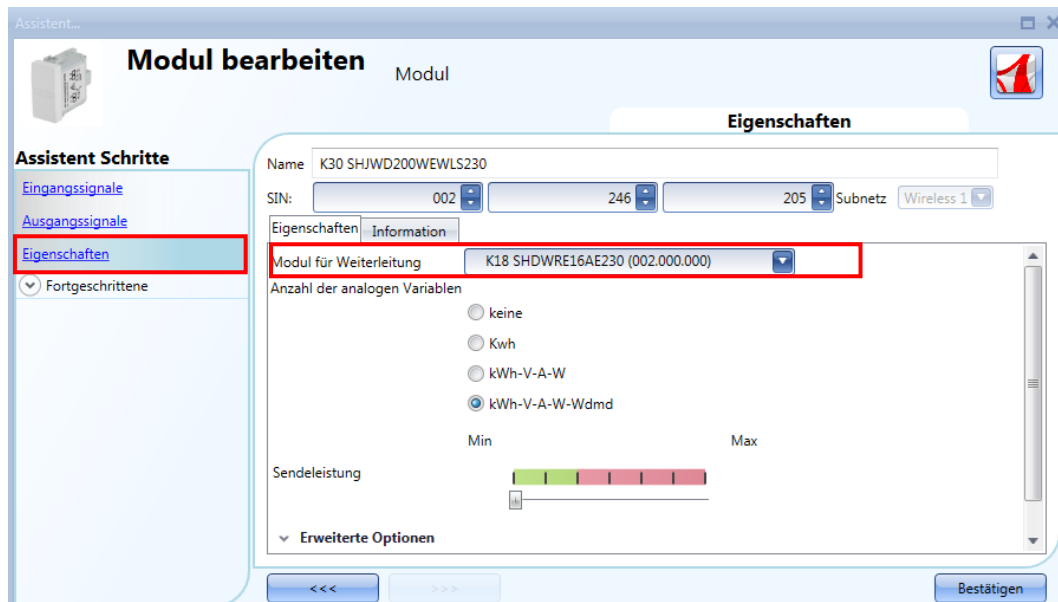 Assistent...
Modul bearbeiten
Modul
Eigenschaften
Assistent Schritte
Eingangssignale
Ausgangssignale
Eigenschaften
Fortgeschrittene
Name K30 SHJWD200WEWLS230
SIN: 002 246 205 Subnetz Wireless 1
Eigenschaften Information
Modul für Weiterleitung K18 SHDWRE16AE230 (002.000.000)
Anzahl der analogen Variablen
keine
Kwh
kWh-V-A-W
kWh-V-A-W-Wdmd
Min Max
Sendeleistung
Erweiterte Optionen
<<< >>> Bestätigen